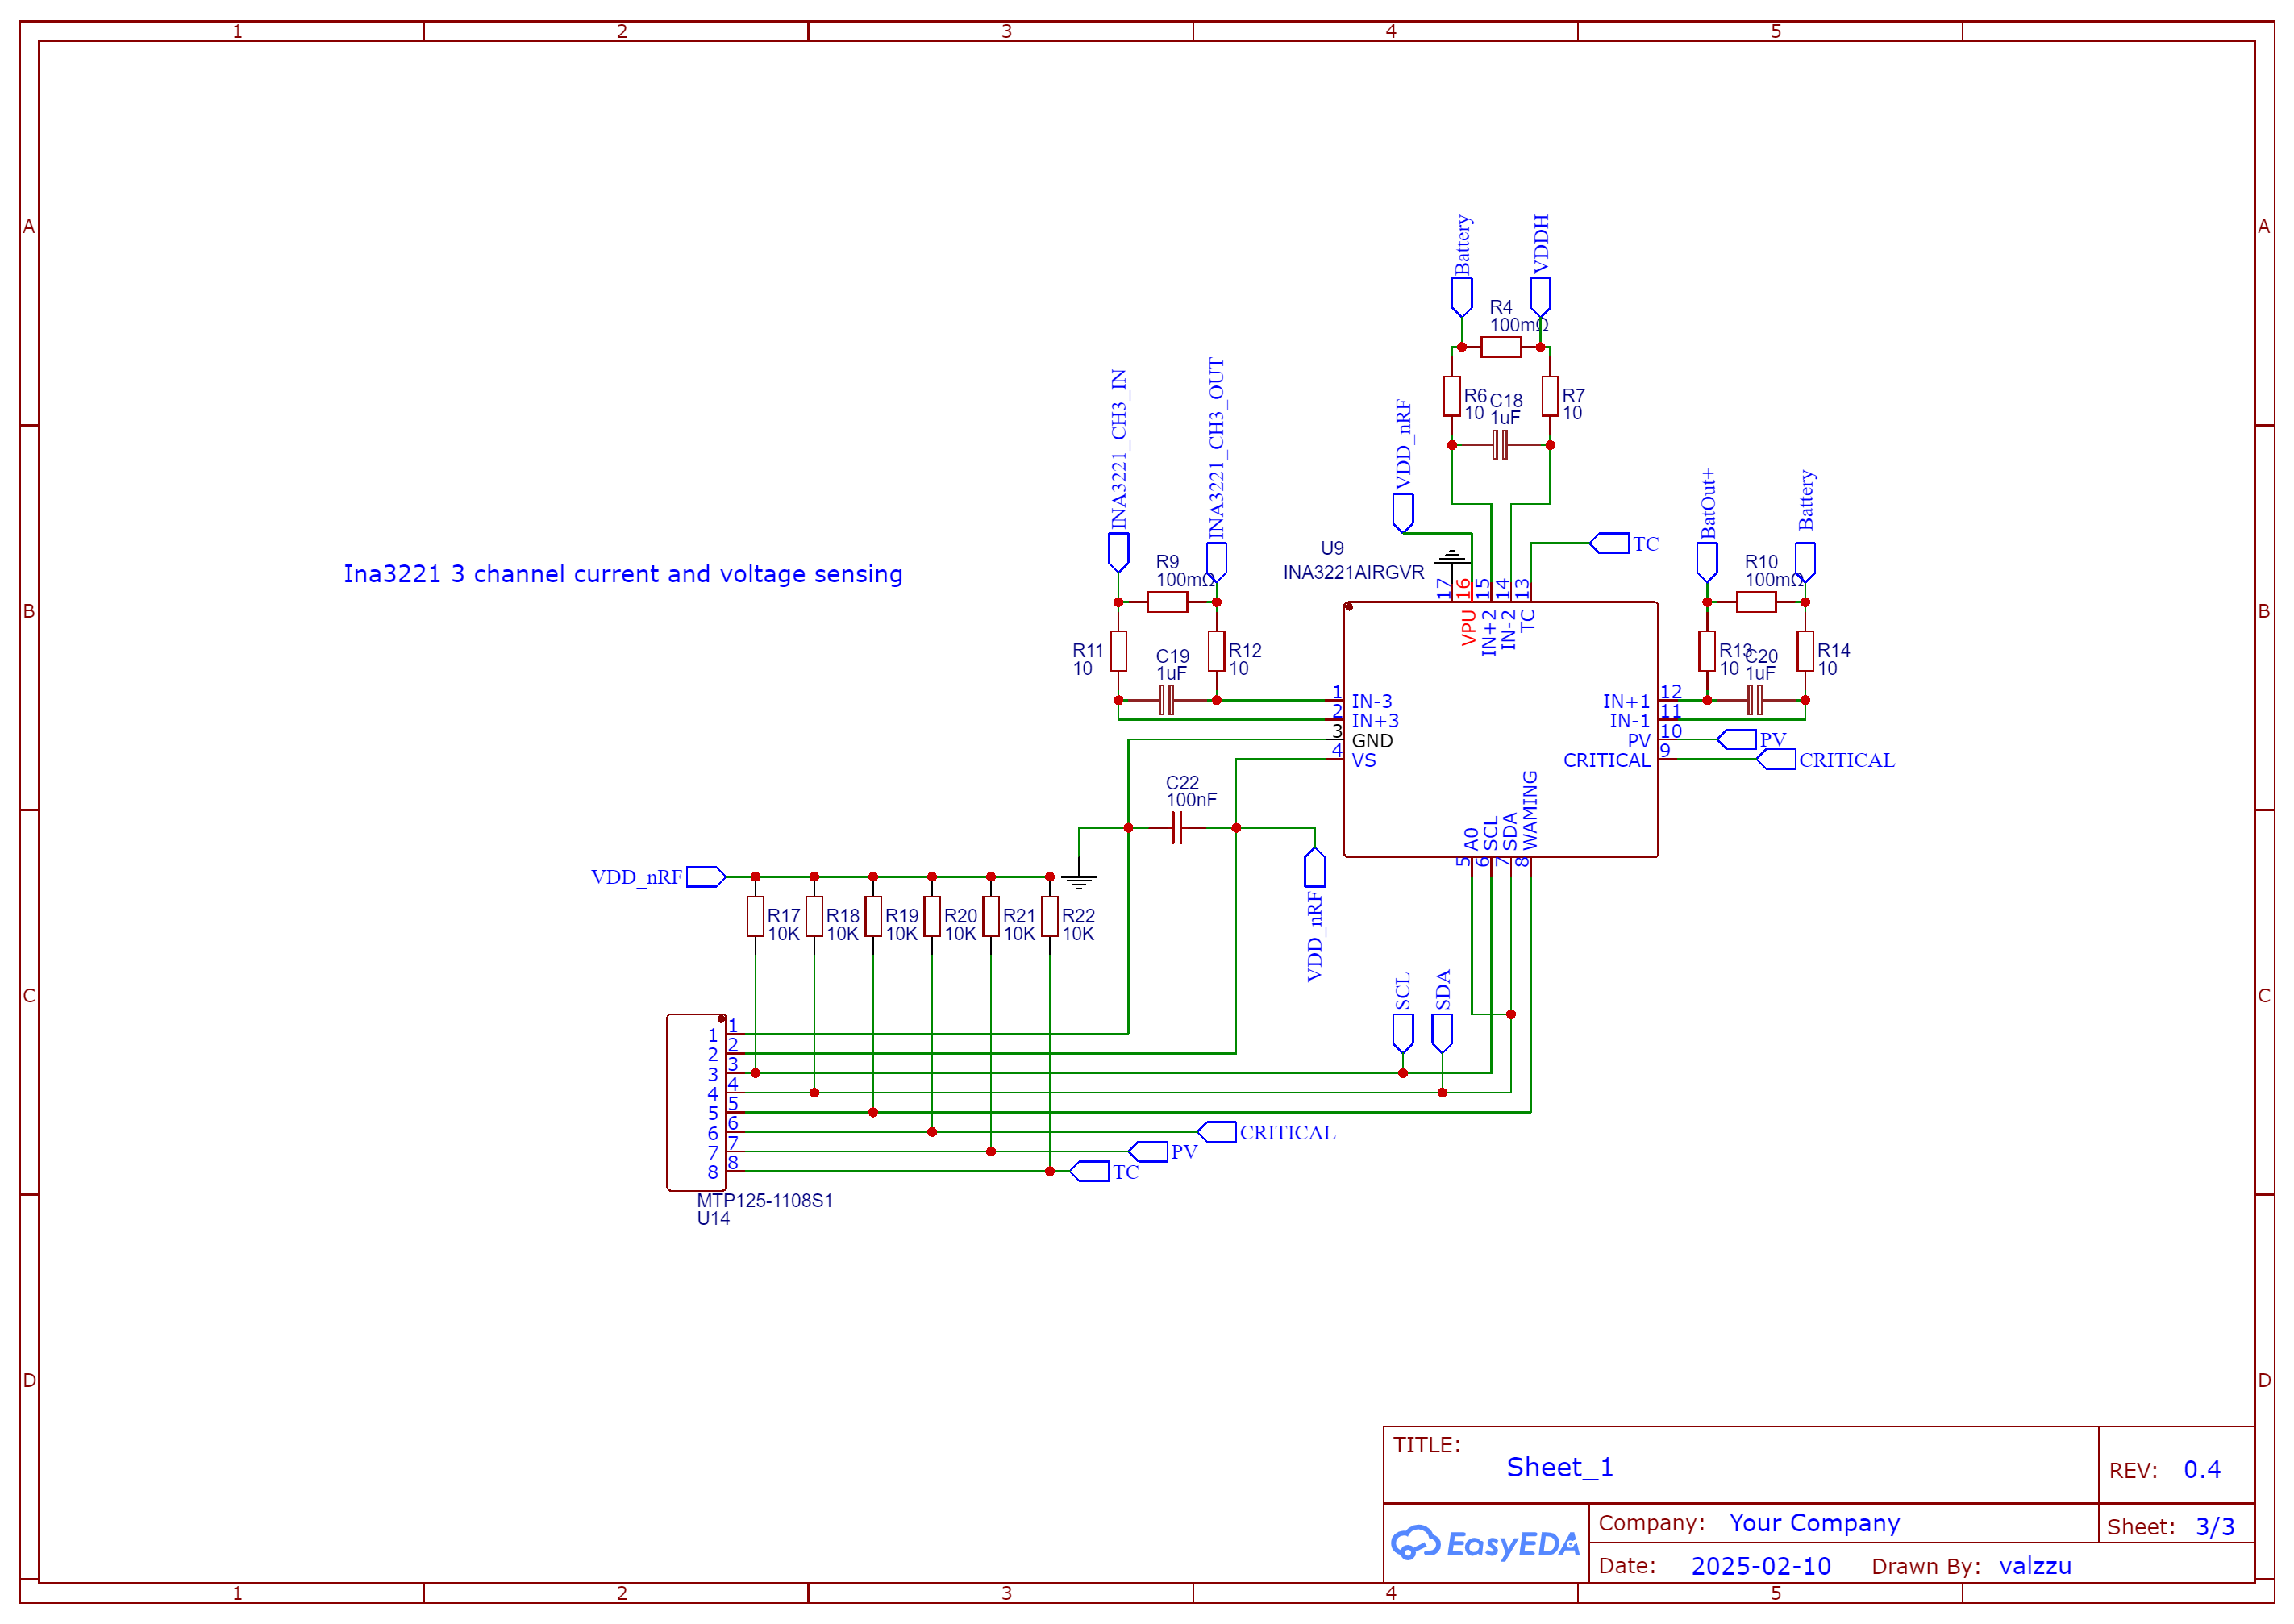 1 2 3 4 5
A A
B B
C C
D D
1 2 3 4 5
Ina3221 3 channel current and voltage sensing
Battery
VDDH
R4
100mΩ
R6
10
C18
1uF
R7
10
VDD_nRF
INA3221_CH3_IN
INA3221_CH3_OUT
R9
100mΩ
R11
10
C19
1uF
R12
10
BatOut+
Battery
R10
100mΩ
R13
10
C20
1uF
R14
10
TC
U9
INA3221AIRGVR
17 16 15 14 13
VPU IN+2 IN-2 TC
1 IN-3
2 IN+3
3 GND
4 VS
IN+1 12
IN-1 11
PV 10
CRITICAL 9
A0 SCL SDA WAMING
5 6 7 8
PV
CRITICAL
C22
100nF
VDD_nRF
VDD_nRF
R17
10K
R18
10K
R19
10K
R20
10K
R21
10K
R22
10K
SCL
SDA
1 1
2 2
3 3
4 4
5 5
6 6
7 7
8 8
CRITICAL
PV
TC
MTP125-1108S1
U14
TITLE:
Sheet_1
REV: 0.4
EasyEDA
Company: Your Company
Sheet: 3/3
Date: 2025-02-10 Drawn By: valzzu